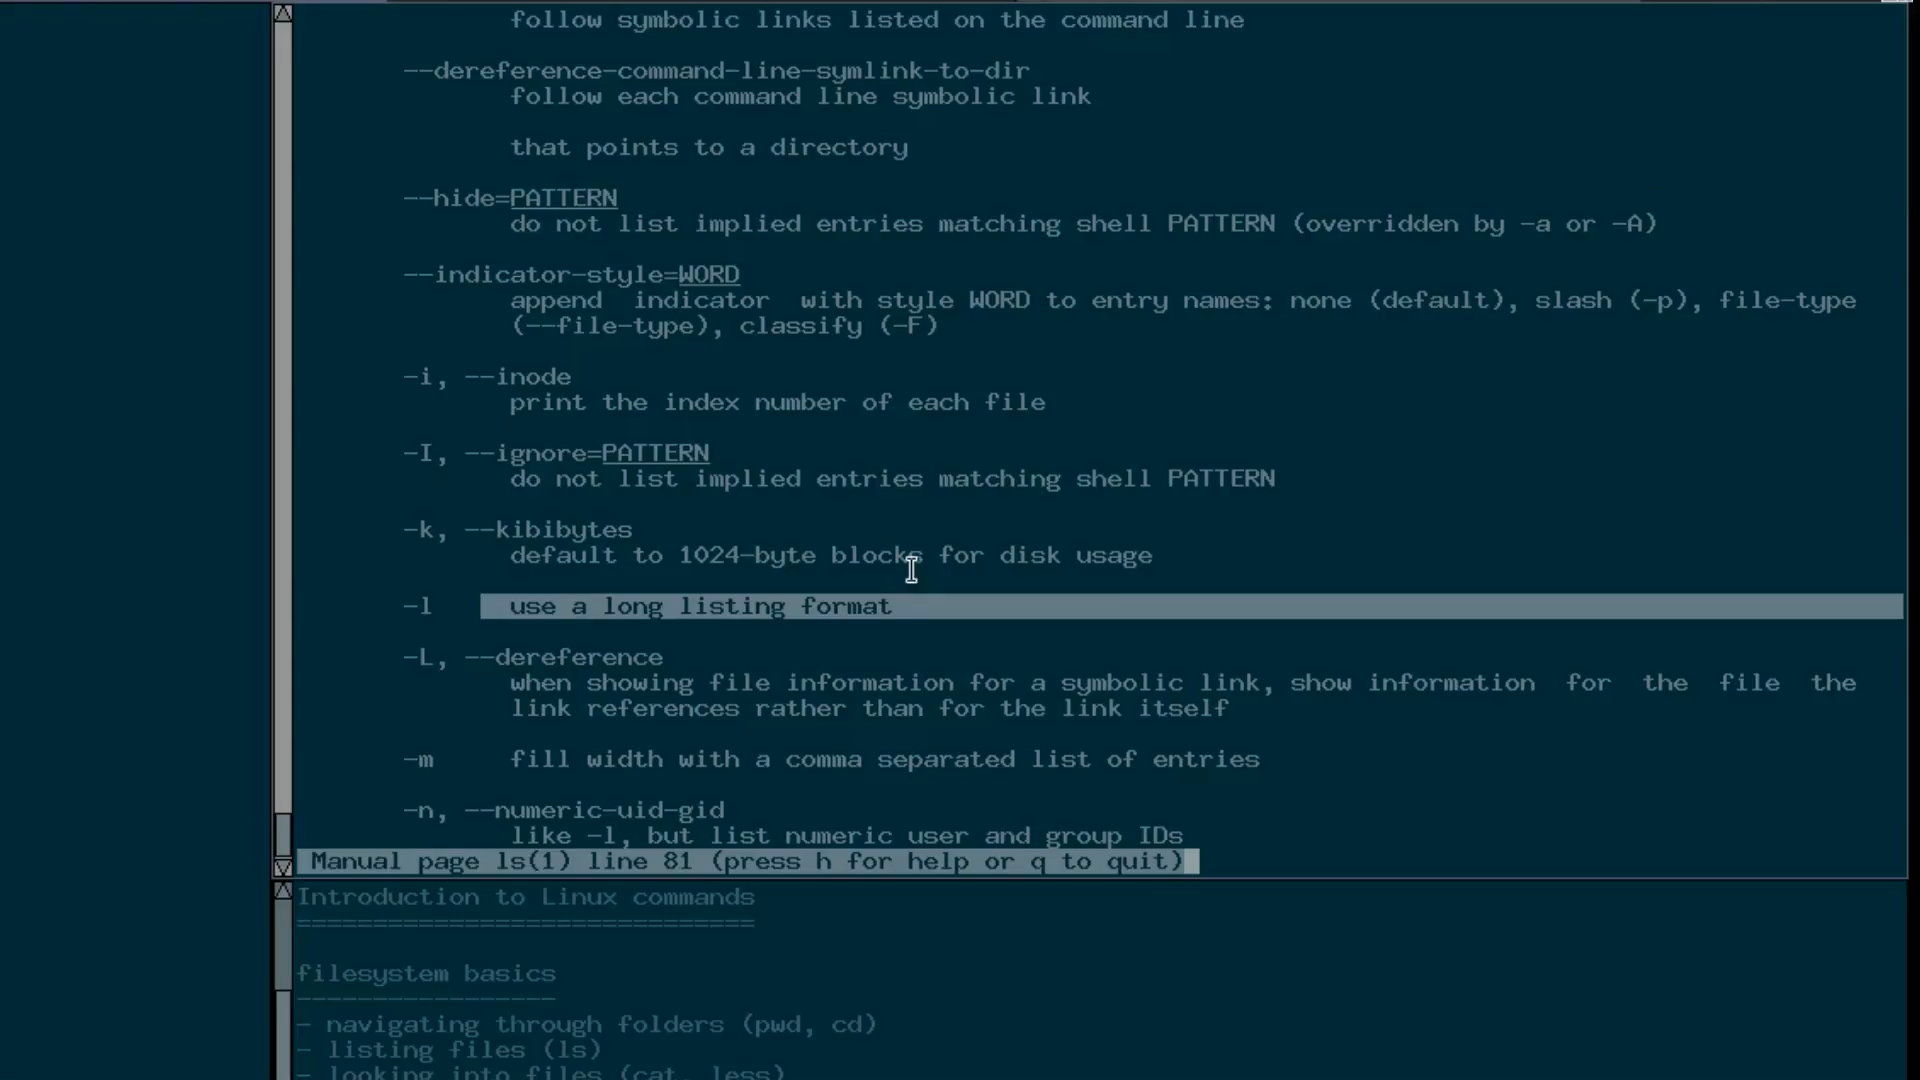 follow symbolic links listed on the command line
--dereference-command-line-symlink-to-dir
follow each command line symbolic link
that points to a directory
--hide=PATTERN
do not list implied entries matching shell PATTERN (overridden by -a or -A)
--indicator-style=WORD
append  indicator  with style WORD to entry names: none (default), slash (-p), file-type
(--file-type), classify (-F)
-i, --inode
print the index number of each file
-I, --ignore=PATTERN
do not list implied entries matching shell PATTERN
-k, --kibibytes
default to 1024-byte blocks for disk usage
-l     use a long listing format
-L, --dereference
when showing file information for a symbolic link, show information  for  the  file  the
link references rather than for the link itself
-m     fill width with a comma separated list of entries
-n, --numeric-uid-gid
like -l, but list numeric user and group IDs
Manual page ls(1) line 81 (press h for help or q to quit)
Introduction to Linux commands
==============================
filesystem basics
-----------------
- navigating through folders (pwd, cd)
- listing files (ls)
- looking into files (cat, less)